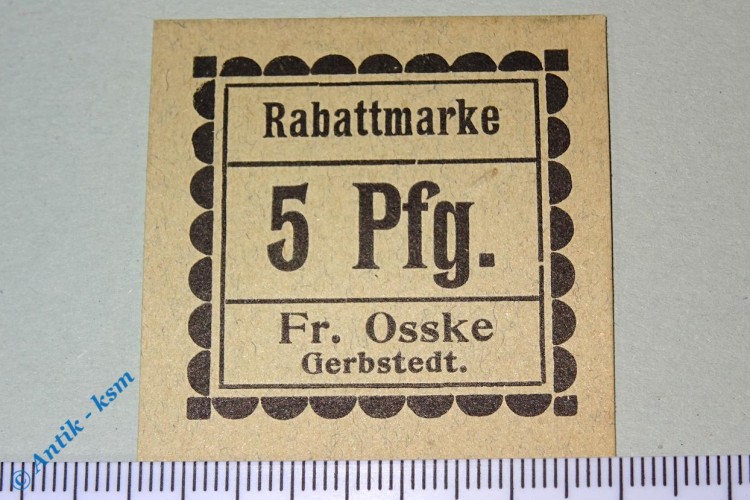 Rabattmarke
5 Pfg.
Fr. Osske
Gerbstedt.
© Antik - ksm